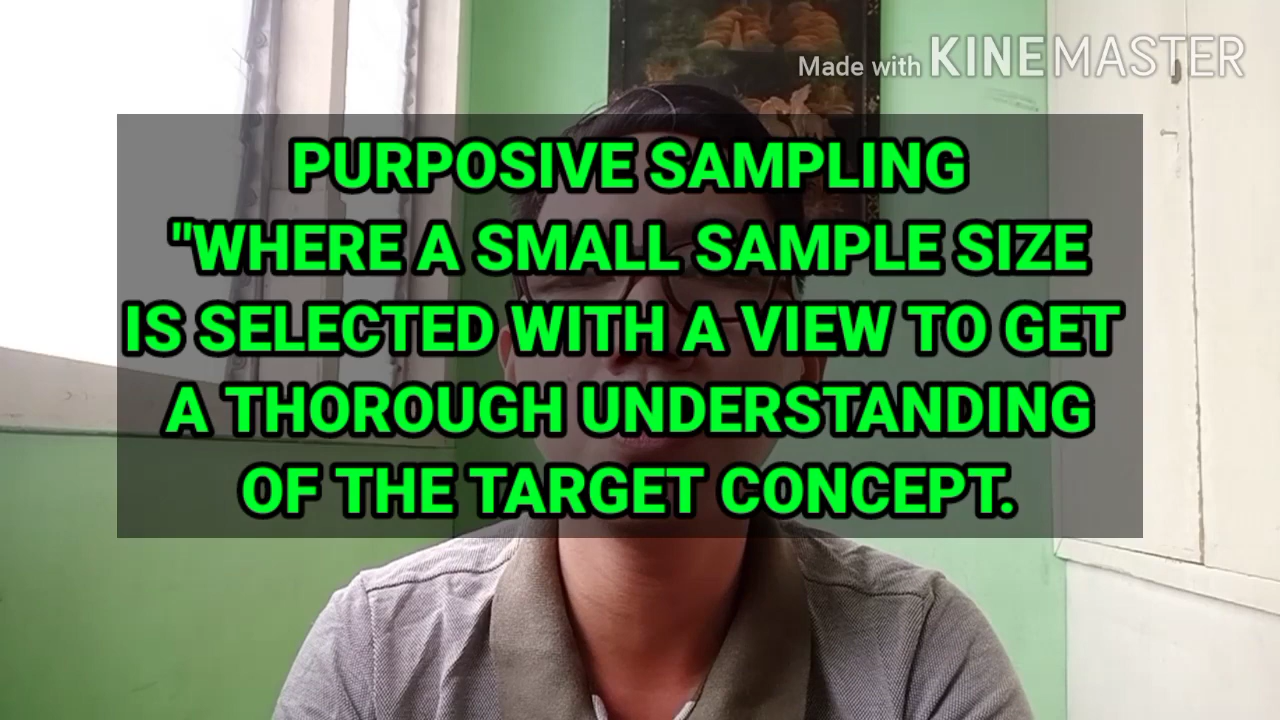 Made with KINEMASTER
PURPOSIVE SAMPLING
"WHERE A SMALL SAMPLE SIZE
IS SELECTED WITH A VIEW TO GET
A THOROUGH UNDERSTANDING
OF THE TARGET CONCEPT.